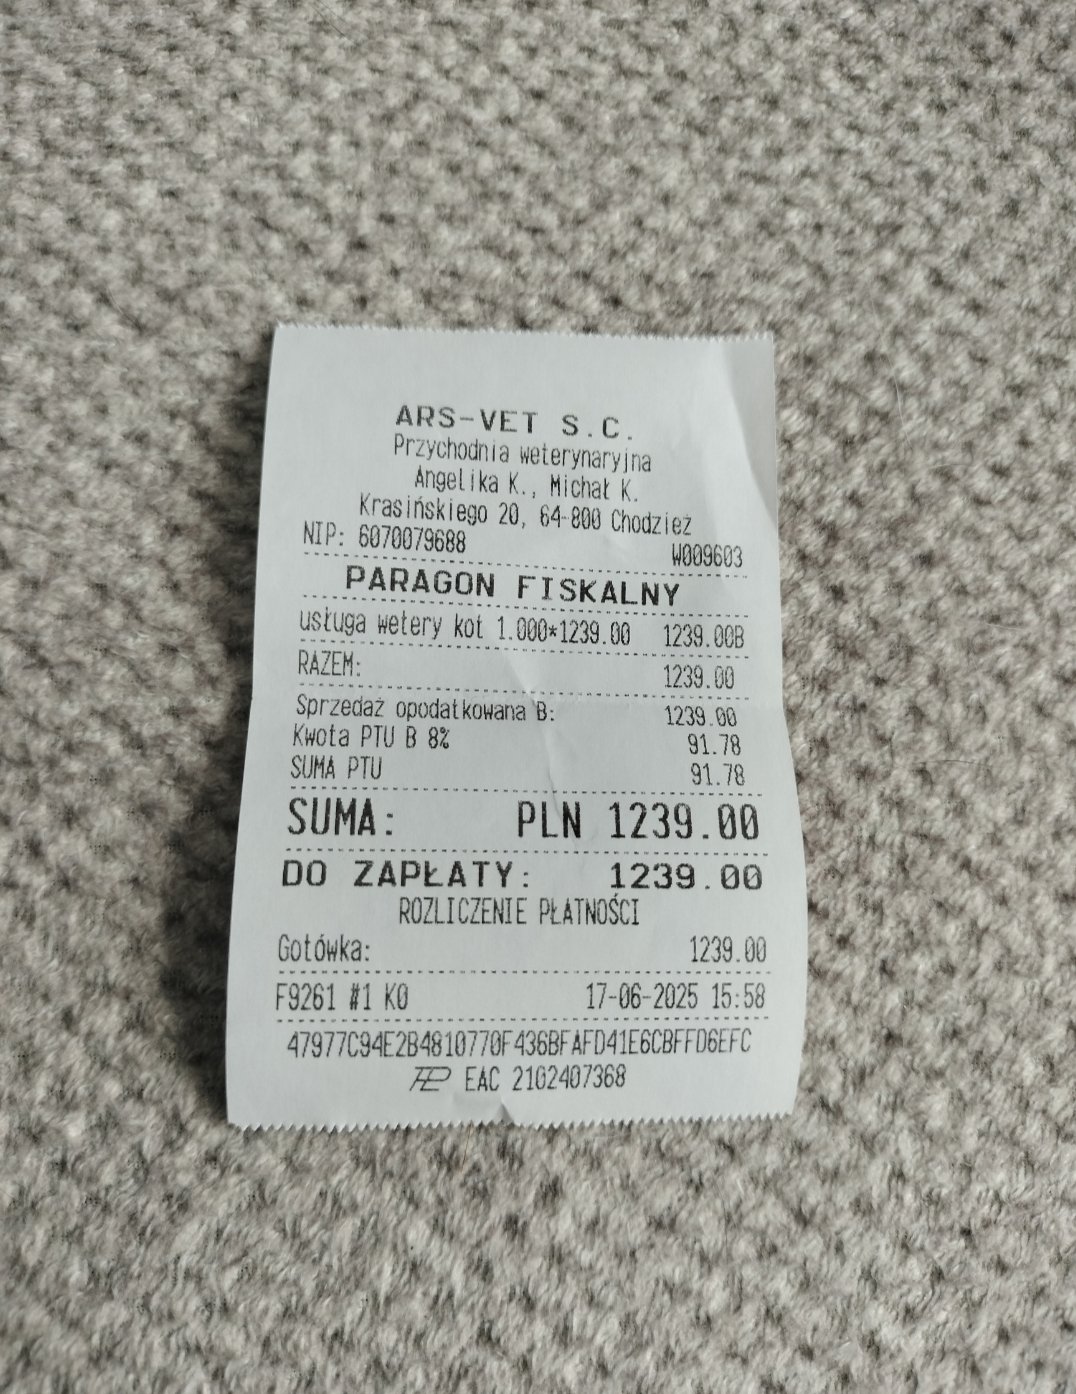 ARS-VET S.C.
Przychodnia weterynaryjna
Angelika K., Michał K.
Krasińskiego 20, 64-800 Chodzież
NIP: 6070079688 W009603
PARAGON FISKALNY
usługa wetery kot 1.000*1239.00 1239.00B
RAZEM: 1239.00
Sprzedaż opodatkowana B: 1239.00
Kwota PTU B 8% 91.78
SUMA PTU 91.78
SUMA: PLN 1239.00
DO ZAPŁATY: 1239.00
ROZLICZENIE PŁATNOŚCI
Gotówka: 1239.00
F9261 #1 K0 17-06-2025 15:58
47977C94E2B4810770F436BFAFD41E6CBFFD6EFC
EAC 2102407368